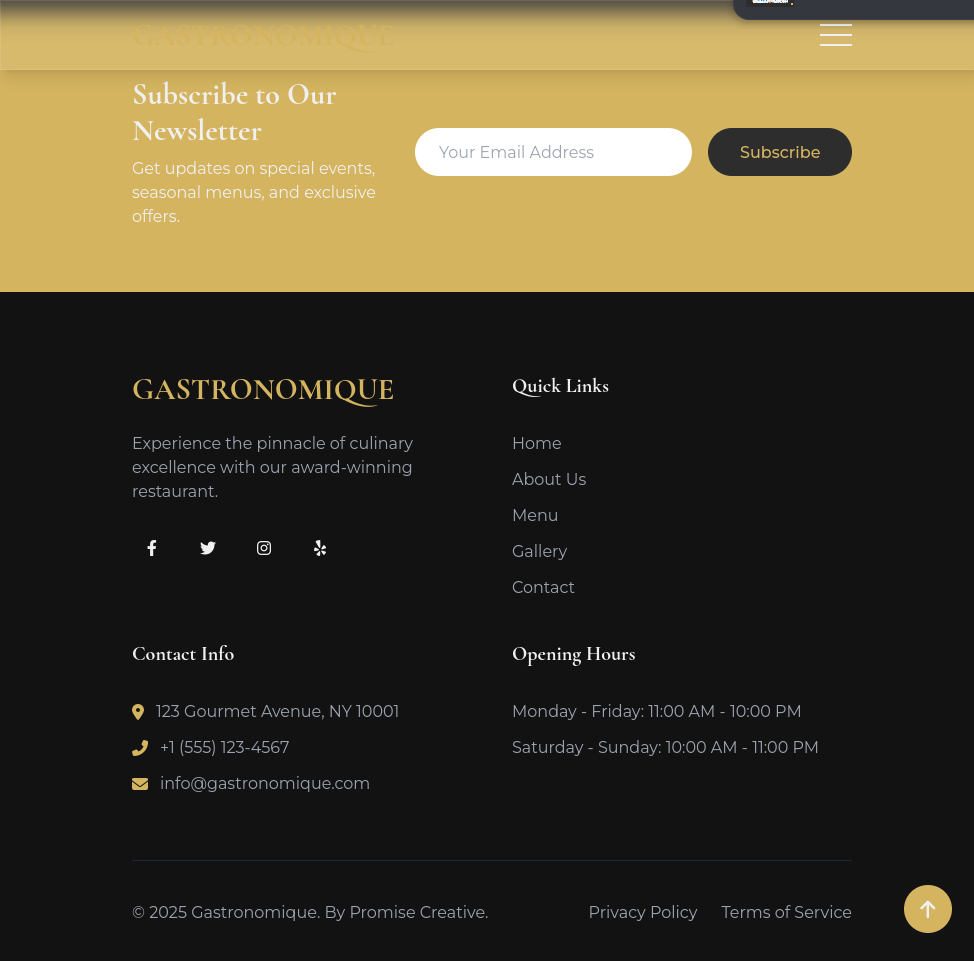 GASTRONOMIQUE
Subscribe to Our
Newsletter
Get updates on special events,
seasonal menus, and exclusive
offers.
Your Email Address
Subscribe
GASTRONOMIQUE
Experience the pinnacle of culinary
excellence with our award-winning
restaurant.
Quick Links
Home
About Us
Menu
Gallery
Contact
Contact Info
123 Gourmet Avenue, NY 10001
+1 (555) 123-4567
info@gastronomique.com
Opening Hours
Monday - Friday: 11:00 AM - 10:00 PM
Saturday - Sunday: 10:00 AM - 11:00 PM
© 2025 Gastronomique. By Promise Creative.
Privacy Policy
Terms of Service